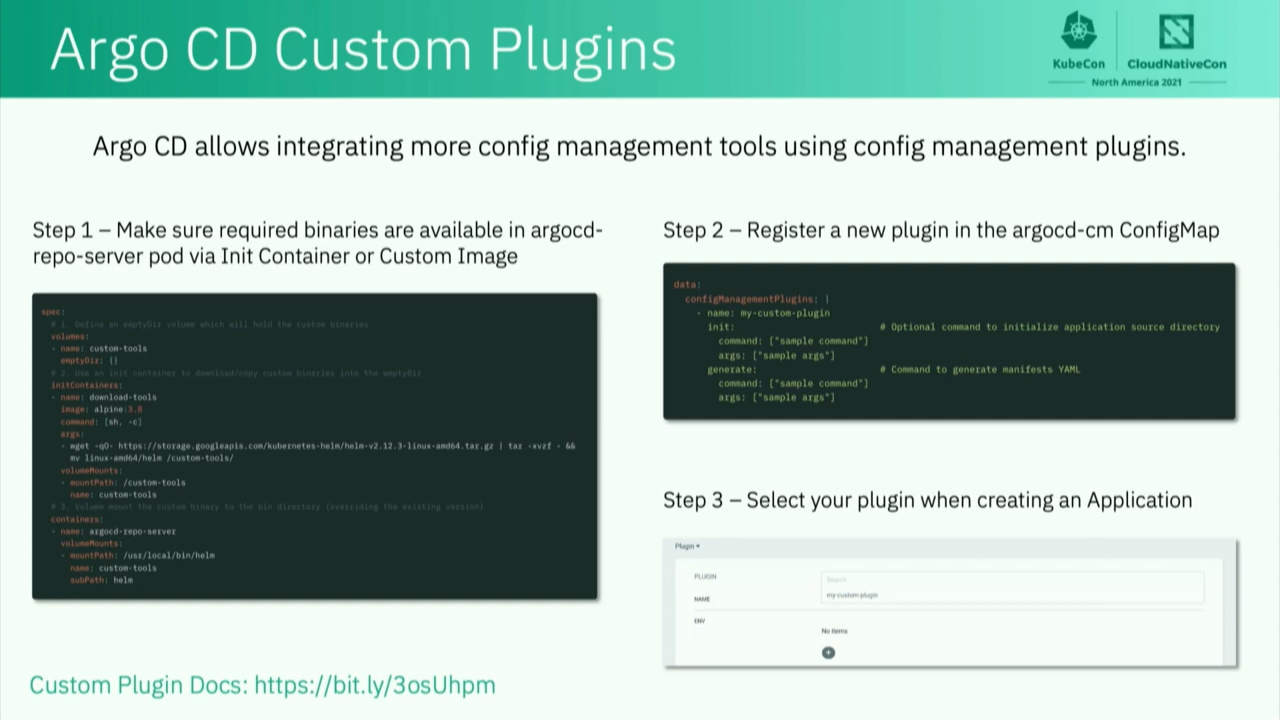 Argo CD Custom Plugins
KubeCon
CloudNativeCon
North America 2021
Argo CD allows integrating more config management tools using config management plugins.
Step 1 – Make sure required binaries are available in argocd-
repo-server pod via Init Container or Custom Image
spec:
# 1. Define an emptyDir volume which will hold the custom binaries
volumes:
- name: custom-tools
emptyDir: {}
# 2. Use an init container to download/copy custom binaries into the emptyDir
initContainers:
- name: download-tools
image: alpine:3.8
command: [sh, -c]
args:
- wget -qO- https://storage.googleapis.com/kubernetes-helm/helm-v2.12.3-linux-amd64.tar.gz | tar -xvzf - &&
mv linux-amd64/helm /custom-tools/
volumeMounts:
- mountPath: /custom-tools
name: custom-tools
# 3. Volume mount the custom binary to the bin directory (overriding the existing version)
containers:
- name: argocd-repo-server
volumeMounts:
- mountPath: /usr/local/bin/helm
name: custom-tools
subPath: helm
Step 2 – Register a new plugin in the argocd-cm ConfigMap
data:
configManagementPlugins: |
- name: my-custom-plugin
init: # Optional command to initialize application source directory
command: ["sample command"]
args: ["sample args"]
generate: # Command to generate manifests YAML
command: ["sample command"]
args: ["sample args"]
Step 3 – Select your plugin when creating an Application
Plugin
PLUGIN
Search
NAME
my-custom-plugin
ENV
No items
Custom Plugin Docs: https://bit.ly/3osUhpm